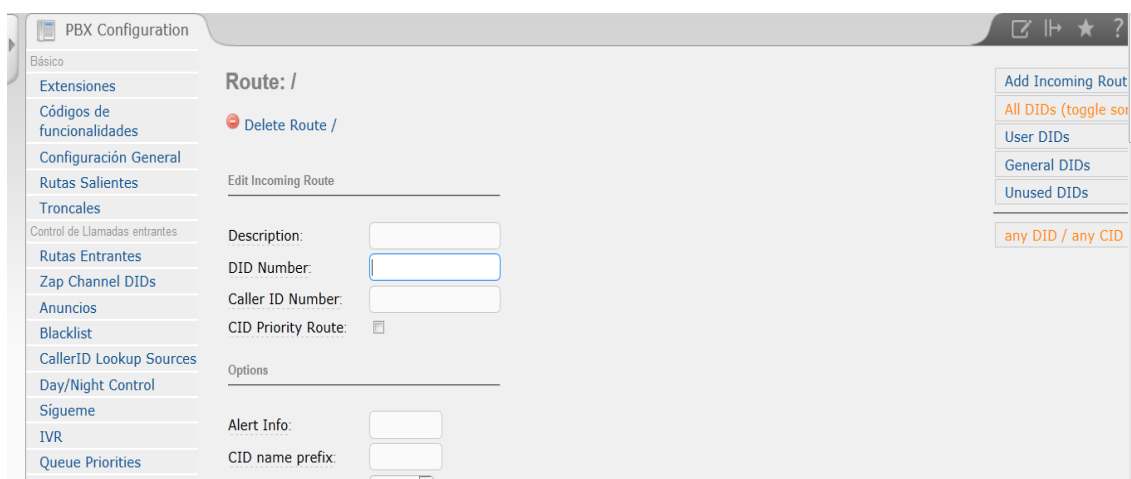 PBX Configuration
?
Básico
Extensiones
Códigos de
funcionalidades
Configuración General
Rutas Salientes
Troncales
Control de Llamadas entrantes
Rutas Entrantes
Zap Channel DIDs
Anuncios
Blacklist
CallerID Lookup Sources
Day/Night Control
Sígueme
IVR
Queue Priorities
Route: /
Delete Route /
Edit Incoming Route
Description:
DID Number:
Caller ID Number:
CID Priority Route:
Options
Alert Info:
CID name prefix:
Add Incoming Rout
All DIDs (toggle sor
User DIDs
General DIDs
Unused DIDs
any DID / any CID